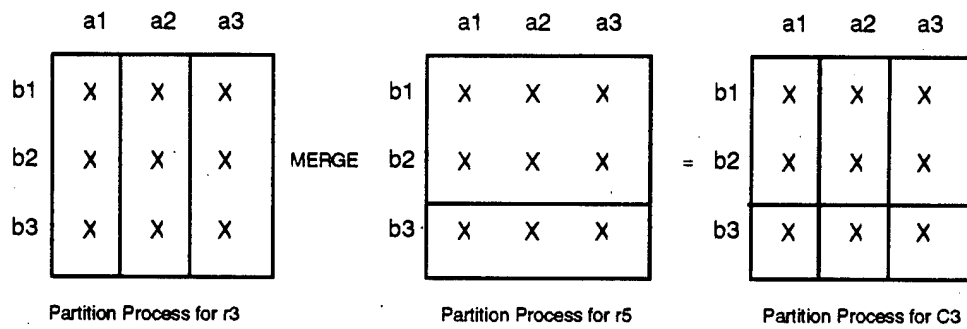 a1 a2 a3 a1 a2 a3 a1 a2 a3
b1 X X X b1 X X X b1 X X X
b2 X X X MERGE b2 X X X = b2 X X X
b3 X X X b3 X X X b3 X X X
Partition Process for r3 Partition Process for r5 Partition Process for C3